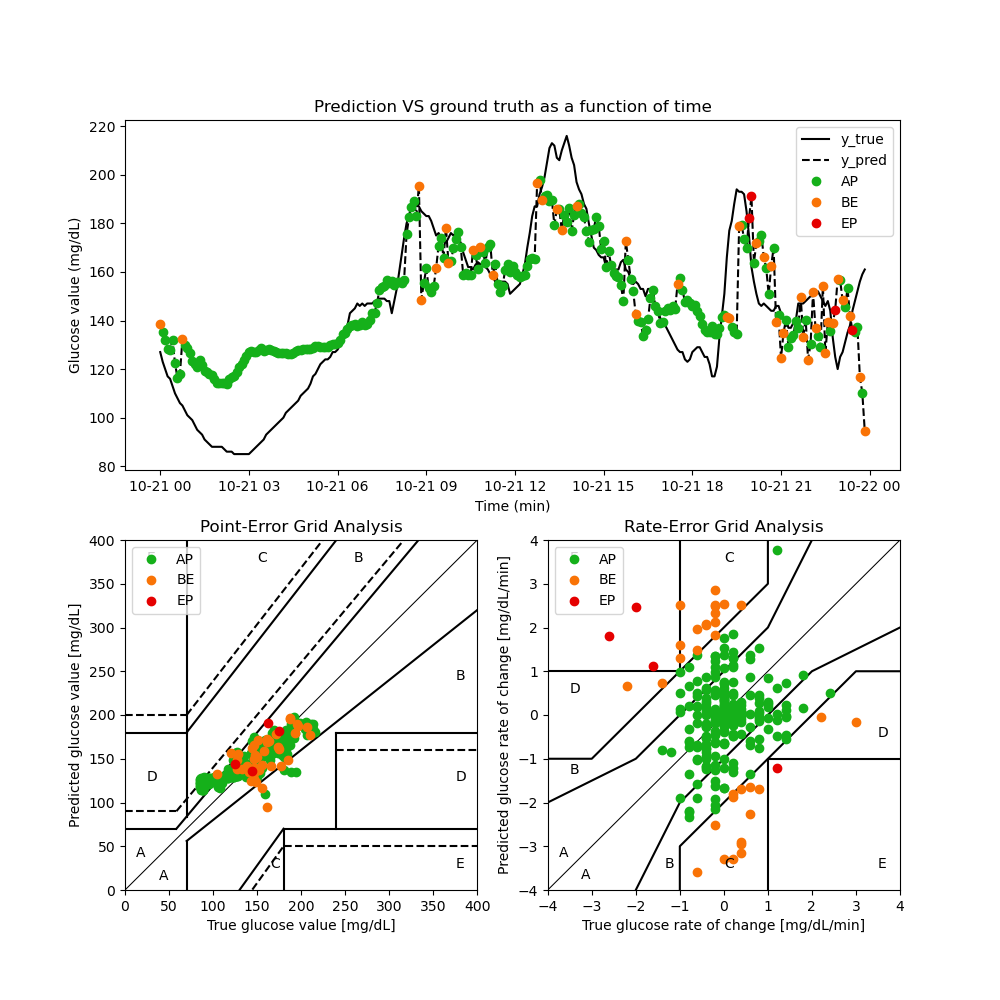 Prediction VS ground truth as a function of time
Glucose value (mg/dL)
220
200
180
160
140
120
100
80
y_true
y_pred
AP
BE
EP
10-21 00 10-21 03 10-21 06 10-21 09 10-21 12 10-21 15 10-21 18 10-21 21 10-22 00
Time (min)
Point-Error Grid Analysis
Predicted glucose value [mg/dL]
400
350
300
250
200
150
100
50
0
AP
BE
EP
C
B
B
D
D
A
A
C
E
0 50 100 150 200 250 300 350 400
True glucose value [mg/dL]
Rate-Error Grid Analysis
Predicted glucose rate of change [mg/dL/min]
4
3
2
1
0
−1
−2
−3
−4
AP
BE
EP
C
D
D
B
A
A
B
C
E
−4 −3 −2 −1 0 1 2 3 4
True glucose rate of change [mg/dL/min]